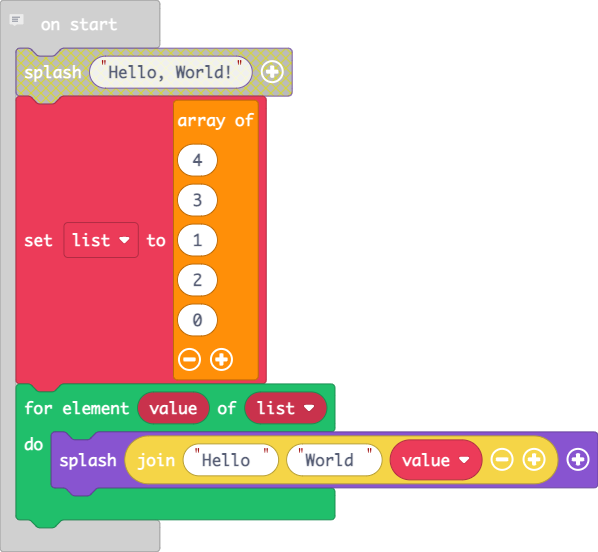 on start
splash "Hello, World!"
array of
4
3
1
2
0
set list to
for element value of list
do
splash join "Hello " "World " value